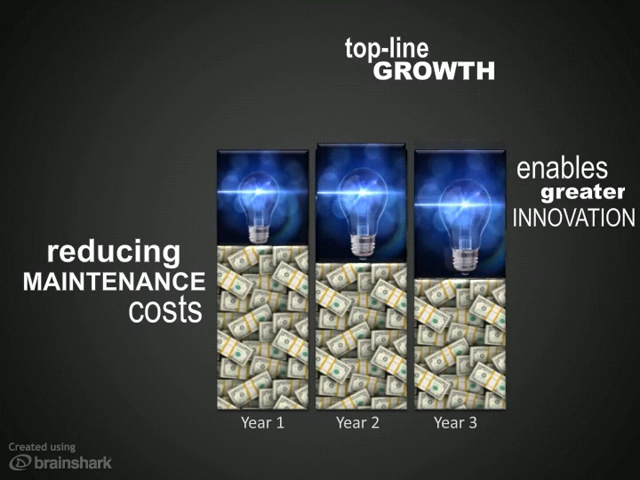 top-line
GROWTH
enables
greater
INNOVATION
reducing
MAINTENANCE
costs
Year 1
Year 2
Year 3
Created using
brainshark